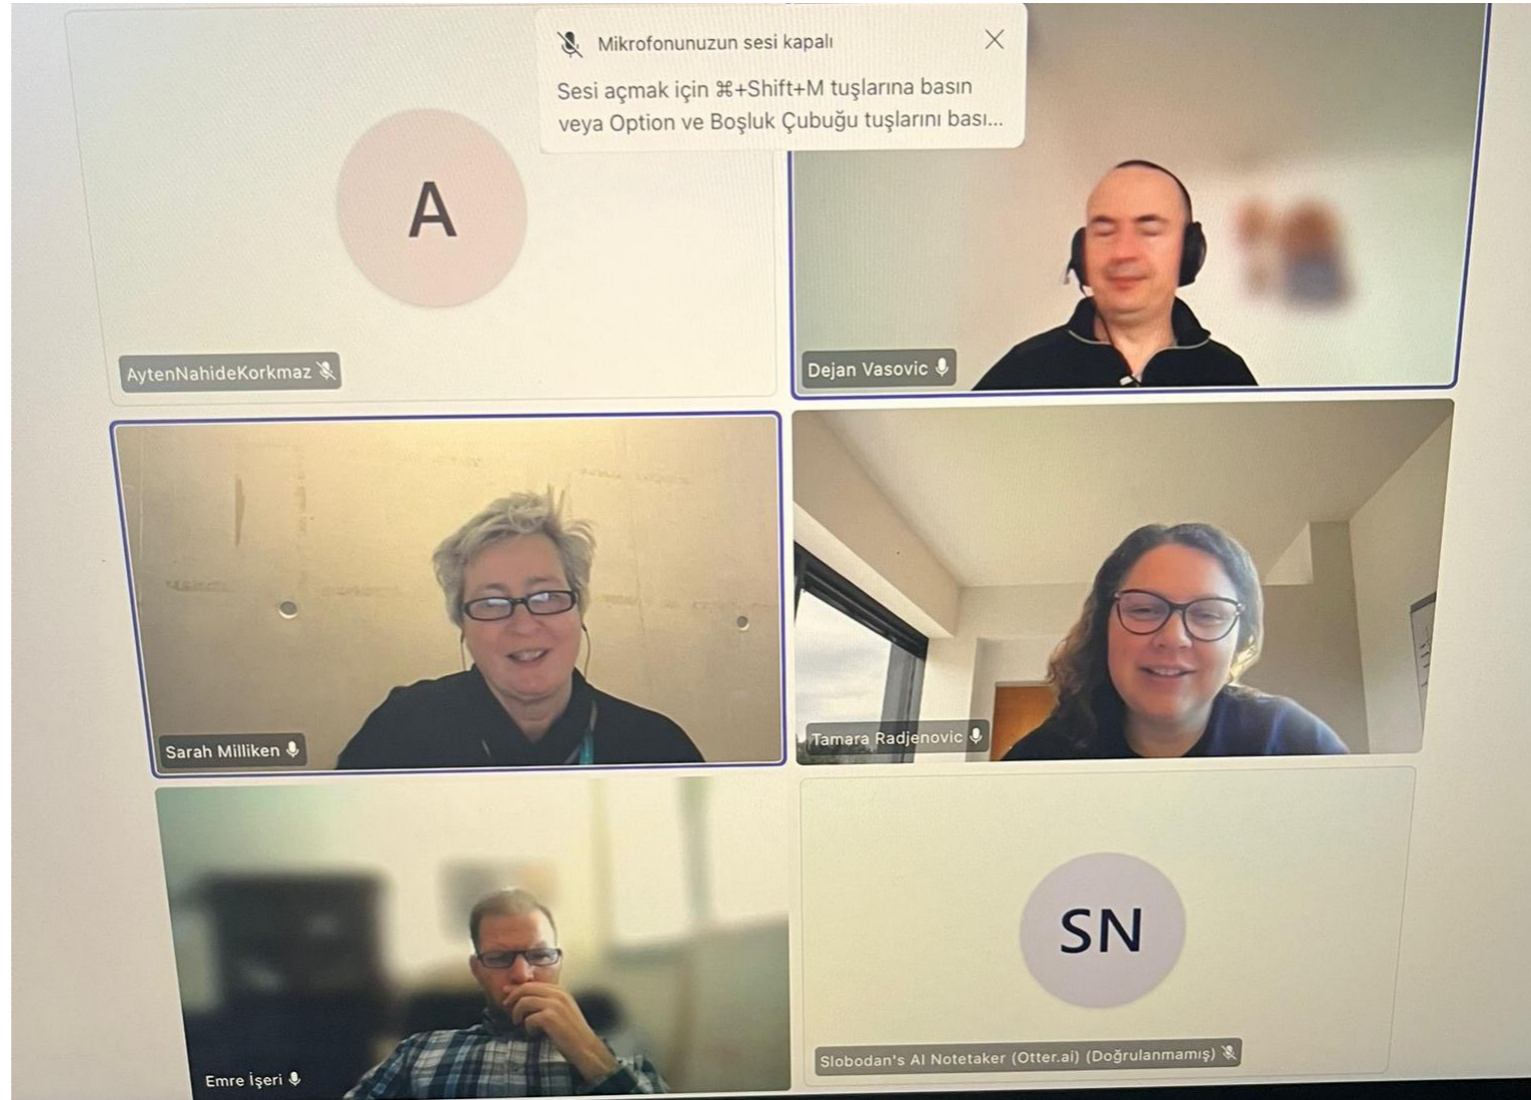 Mikrofonunuzun sesi kapalı
Sesi açmak için ⌘+Shift+M tuşlarına basın
veya Option ve Boşluk Çubuğu tuşlarını bası...
A
AytenNahideKorkmaz
Dejan Vasovic
Sarah Milliken
Tamara Radjenovic
Emre İşeri
SN
Slobodan's AI Notetaker (Otter.ai) (Doğrulanmamış)